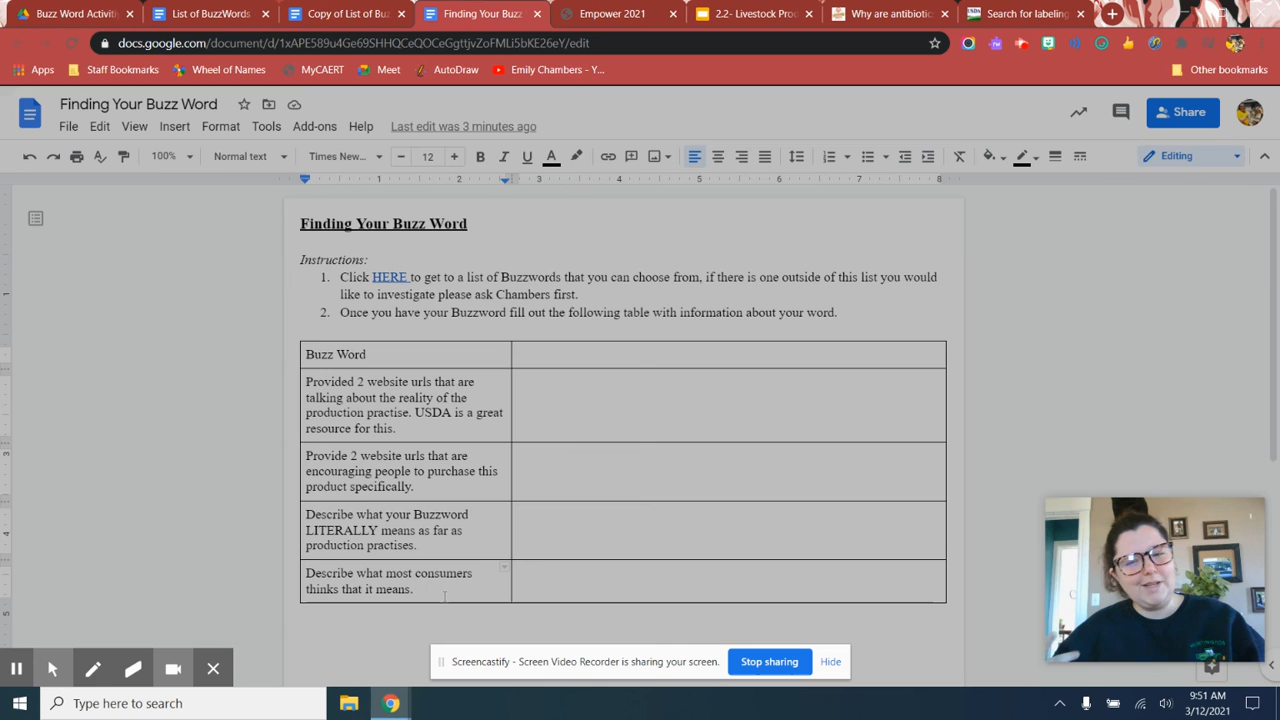 Buzz Word Activiti
List of BuzzWords
Copy of List of Bu
Finding Your Buzz
Empower 2021
2.2- Livestock Pro
Why are antibiotic
Search for labeling
docs.google.com/document/d/1xAPE589u4Ge69SHHQCeQOCeGgttjvZoFMLi5bKE26eY/edit
Apps
Staff Bookmarks
Wheel of Names
MyCAERT
Meet
AutoDraw
Emily Chambers - Y...
Other bookmarks
Finding Your Buzz Word
File Edit View Insert Format Tools Add-ons Help Last edit was 3 minutes ago
Share
100% Normal text Times New... 12 Editing
1 2 3 4 5 6 7 8
Finding Your Buzz Word
Instructions:
1. Click HERE to get to a list of Buzzwords that you can choose from, if there is one outside of this list you would
like to investigate please ask Chambers first.
2. Once you have your Buzzword fill out the following table with information about your word.
Buzz Word
Provided 2 website urls that are
talking about the reality of the
production practise. USDA is a great
resource for this.
Provide 2 website urls that are
encouraging people to purchase this
product specifically.
Describe what your Buzzword
LITERALLY means as far as
production practises.
Describe what most consumers
thinks that it means.
Screencastify - Screen Video Recorder is sharing your screen.
Stop sharing
Hide
Type here to search
9:51 AM
3/12/2021